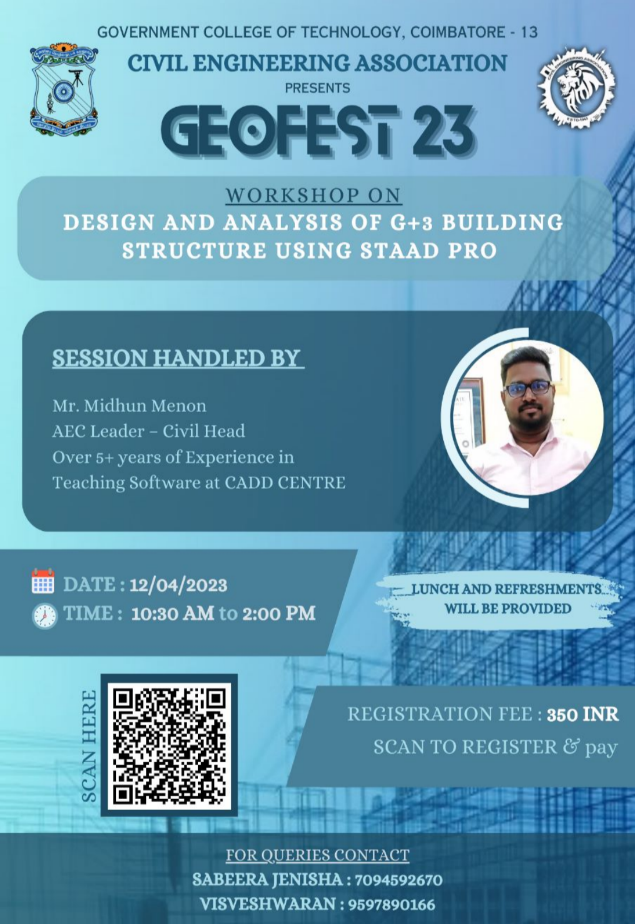 GOVERNMENT COLLEGE OF TECHNOLOGY, COIMBATORE - 13
CIVIL ENGINEERING ASSOCIATION
PRESENTS
GEOFEST 23
WORKSHOP ON
DESIGN AND ANALYSIS OF G+3 BUILDING
STRUCTURE USING STAAD PRO
SESSION HANDLED BY
Mr. Midhun Menon
AEC Leader – Civil Head
Over 5+ years of Experience in
Teaching Software at CADD CENTRE
DATE : 12/04/2023
TIME : 10:30 AM to 2:00 PM
LUNCH AND REFRESHMENTS
WILL BE PROVIDED
SCAN HERE
REGISTRATION FEE : 350 INR
SCAN TO REGISTER & pay
FOR QUERIES CONTACT
SABEERA JENISHA : 7094592670
VISVESHWARAN : 9597890166